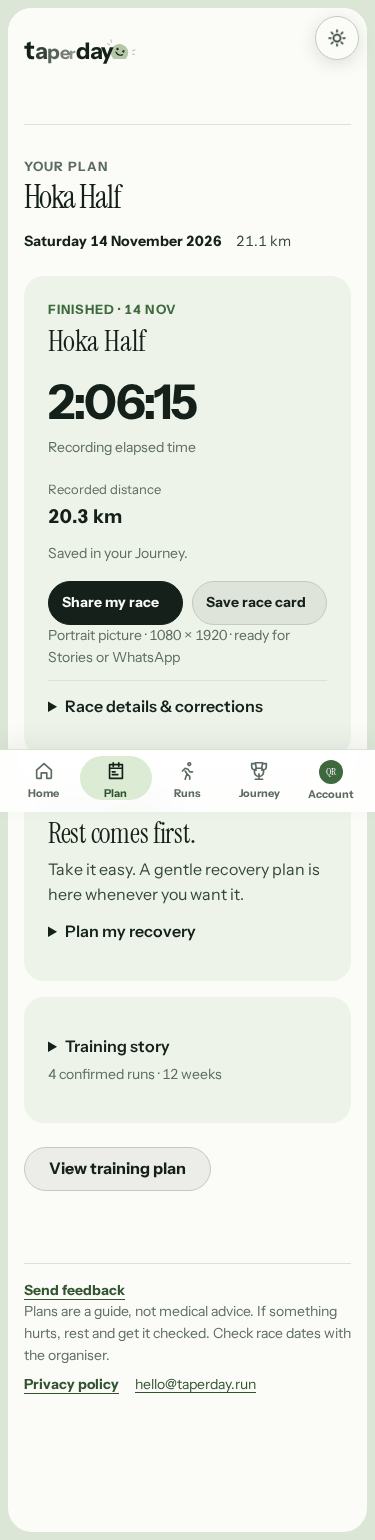 taperday
YOUR PLAN
Hoka Half
Saturday 14 November 2026 21.1 km
FINISHED · 14 NOV
Hoka Half
2:06:15
Recording elapsed time
Recorded distance
20.3 km
Saved in your Journey.
Share my race Save race card
Portrait picture · 1080 × 1920 · ready for
Stories or WhatsApp
Race details & corrections
QR
Home Plan Runs Journey Account
Rest comes first.
Take it easy. A gentle recovery plan is
here whenever you want it.
Plan my recovery
Training story
4 confirmed runs · 12 weeks
View training plan
Send feedback
Plans are a guide, not medical advice. If something
hurts, rest and get it checked. Check race dates with
the organiser.
Privacy policy hello@taperday.run